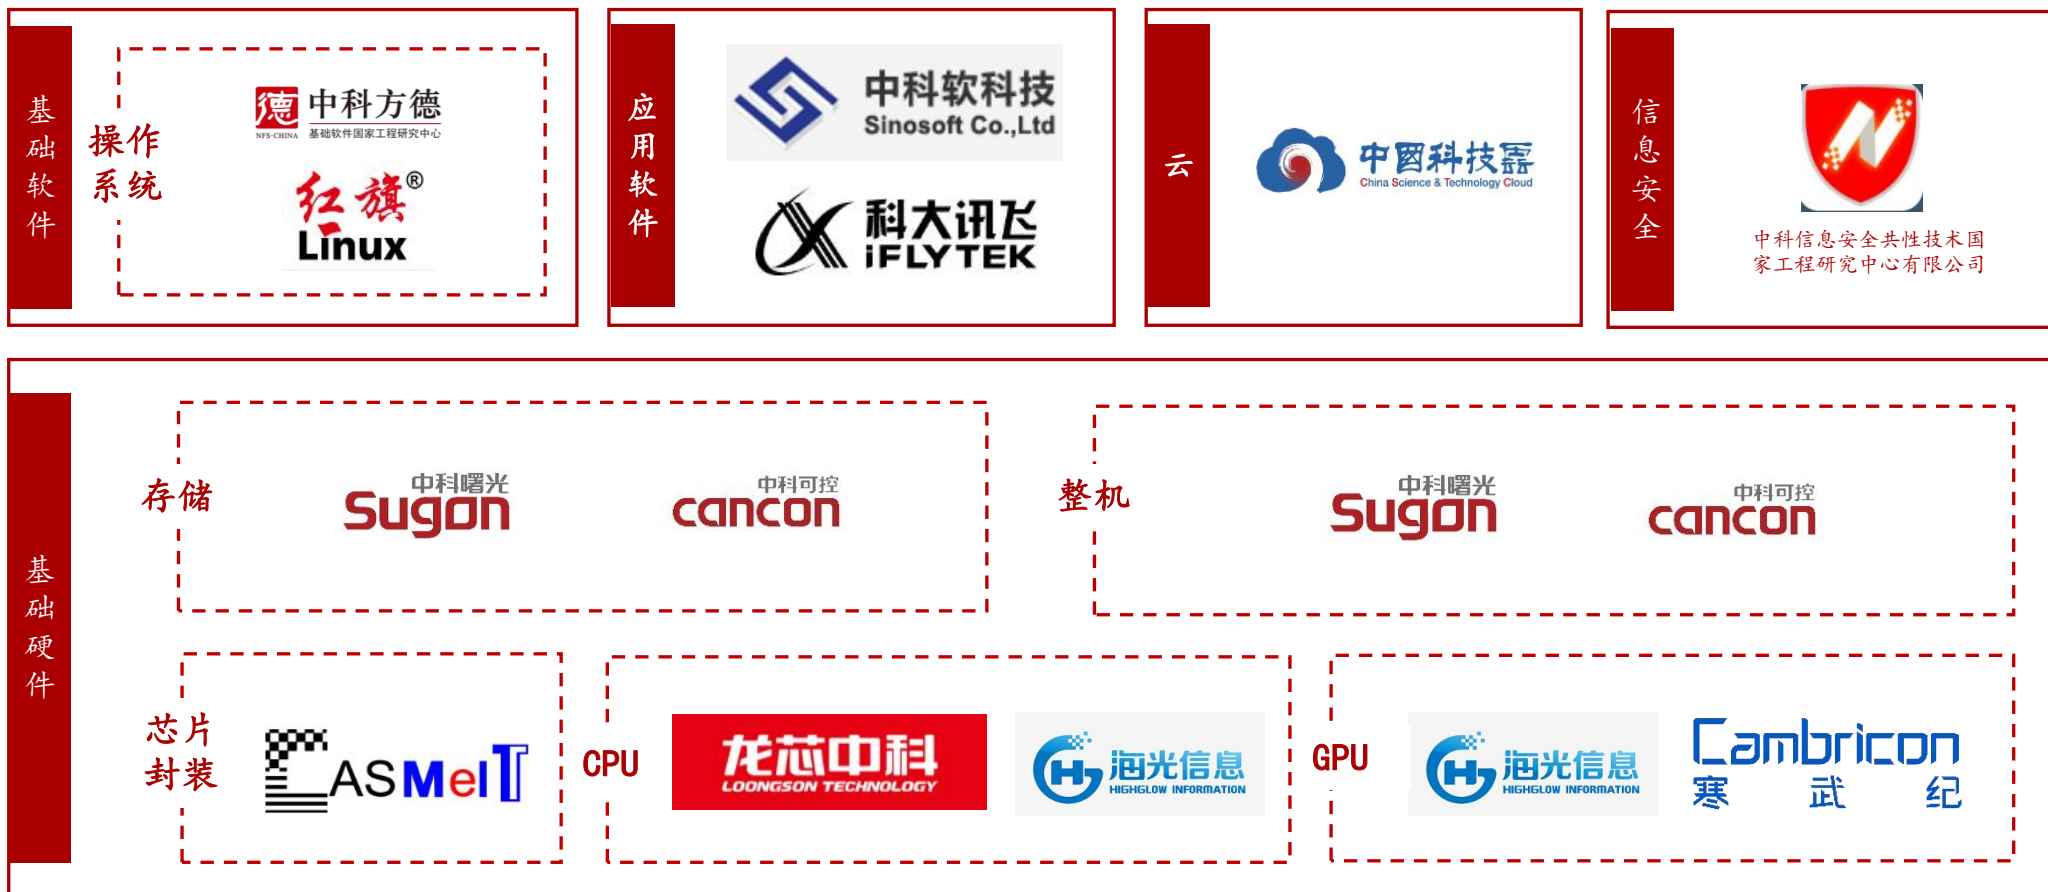 基础软件
操作
系统
德
NFS-CHINA
中科方德
基础软件国家工程研究中心
红旗®
Linux
应用软件
中科软科技
Sinosoft Co.,Ltd
科大讯飞
iFLYTEK
云
中國科技雲
China Science & Technology Cloud
信息安全
中科信息安全共性技术国
家工程研究中心有限公司
基础硬件
存储
中科曙光
Sugon
中科可控
cancon
整机
中科曙光
Sugon
中科可控
cancon
芯片
封装
CASMeIT
CPU
龙芯中科
LOONGSON TECHNOLOGY
海光信息
HIGHGLOW INFORMATION
GPU
海光信息
HIGHGLOW INFORMATION
Cambricon
寒武纪